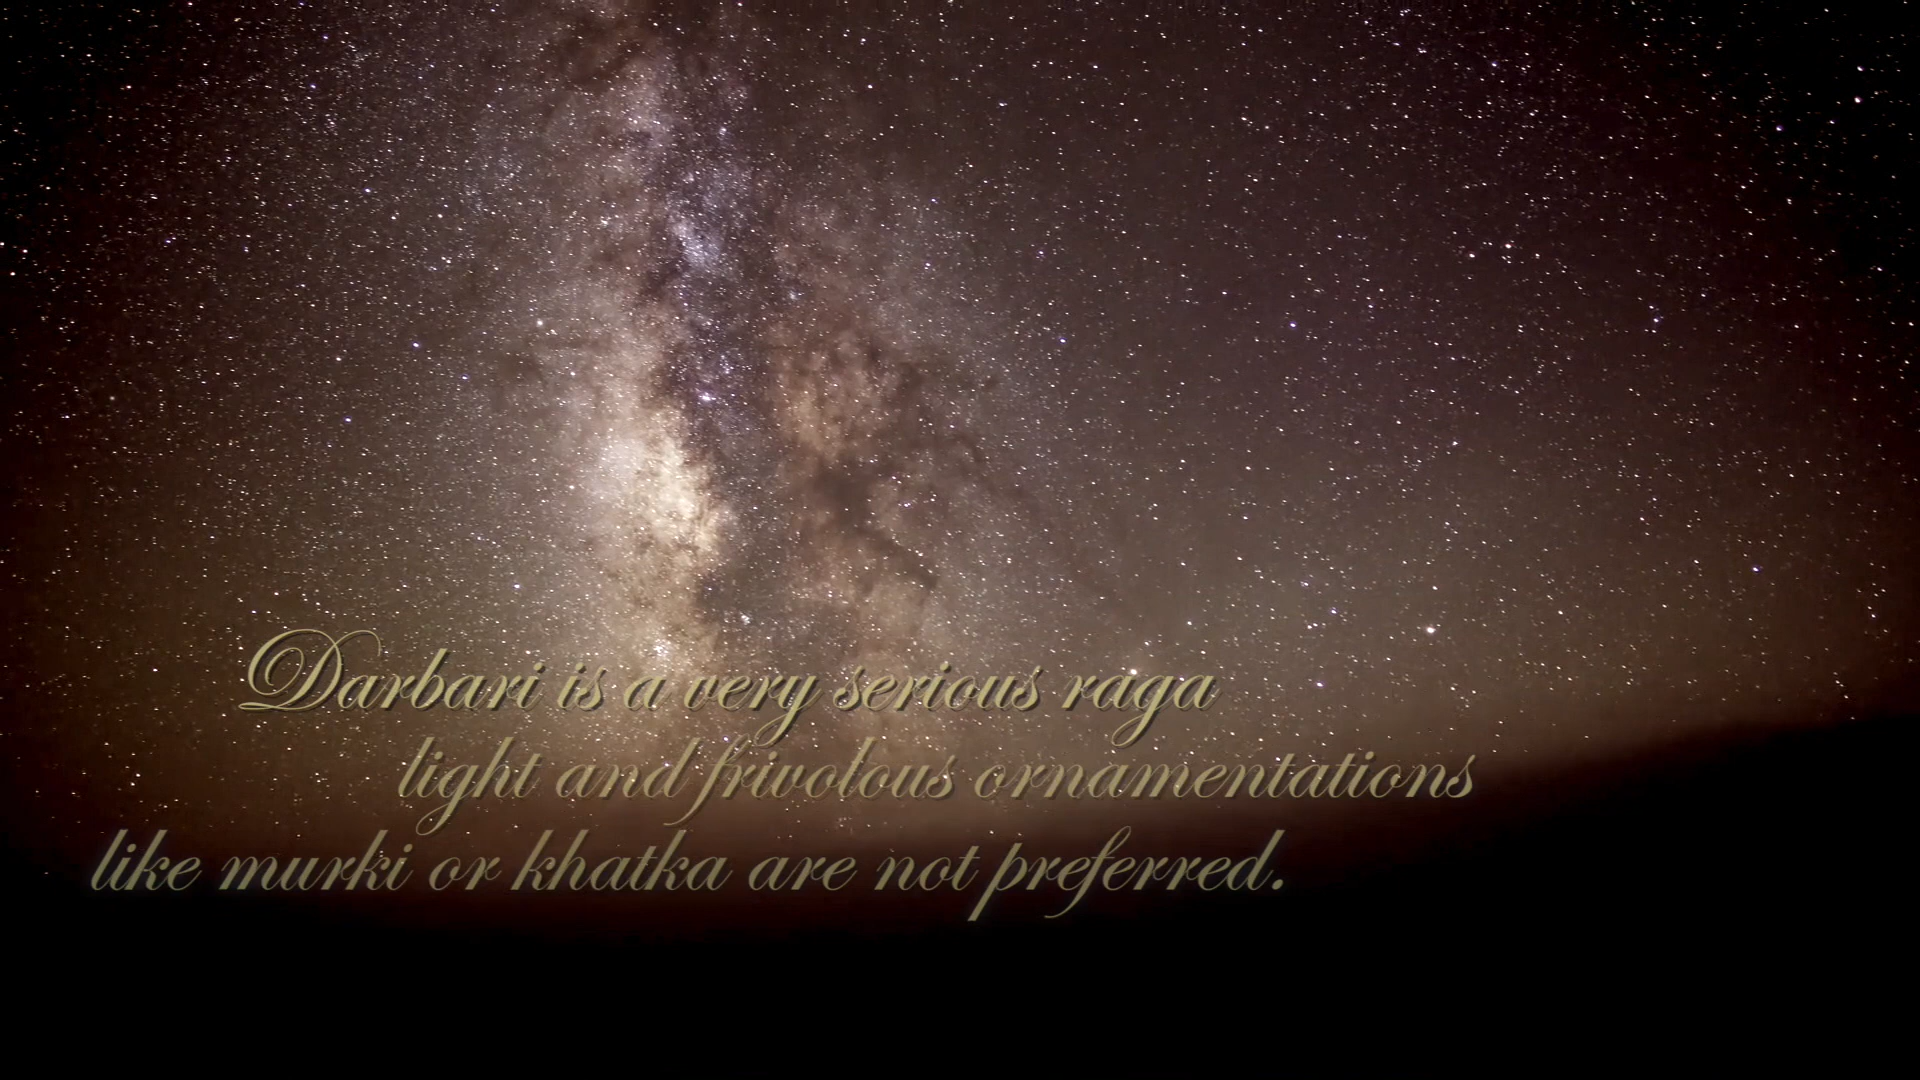 Darbari is a very serious raga
light and frivolous ornamentations
like murki or khatka are not preferred.